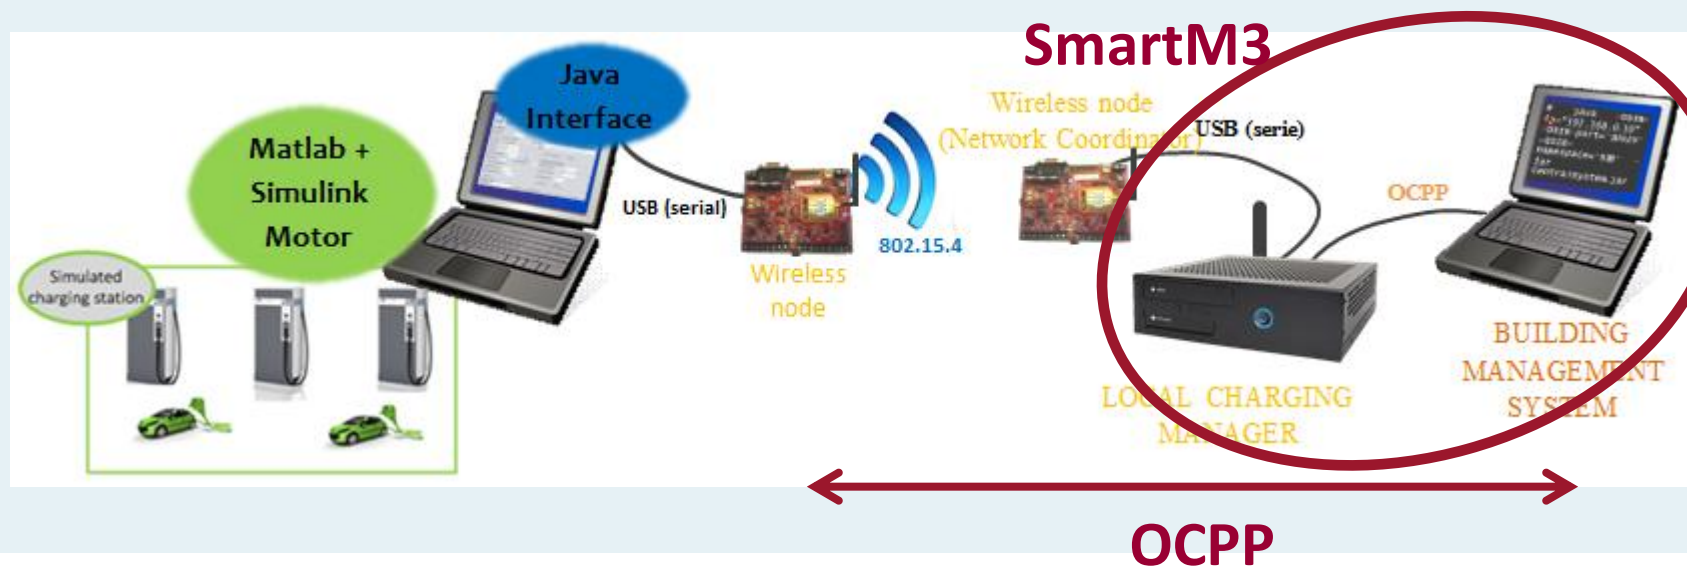 SmartM3
Java
Interface
Matlab +
Simulink
Motor
Simulated
charging station
USB (serial)
Wireless
node
802.15.4
Wireless node
(Network Coordinator)
USB (serie)
OCPP
LOCAL CHARGING
MANAGER
BUILDING
MANAGEMENT
SYSTEM
OCPP